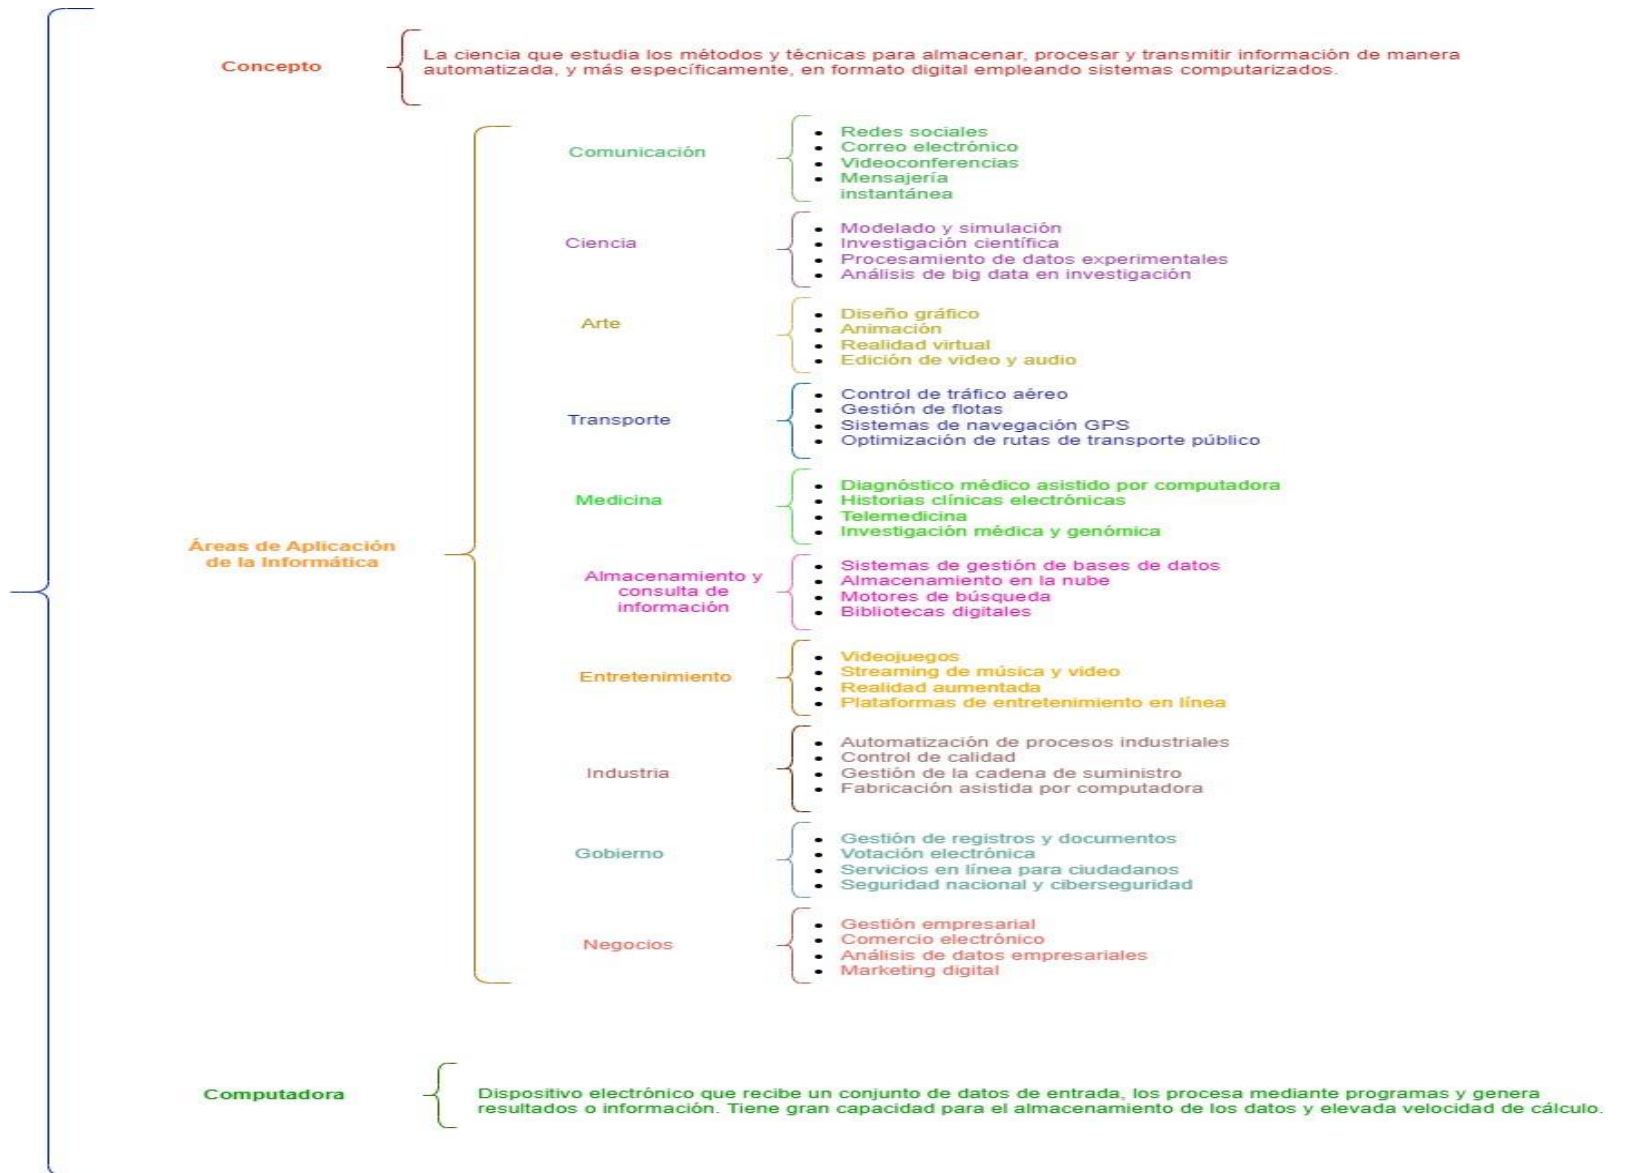 Concepto
La ciencia que estudia los métodos y técnicas para almacenar, procesar y transmitir información de manera
automatizada, y más específicamente, en formato digital empleando sistemas computarizados.
Áreas de Aplicación
de la Informática
Comunicación
Redes sociales
Correo electrónico
Videoconferencias
Mensajería
instantánea
Ciencia
Modelado y simulación
Investigación científica
Procesamiento de datos experimentales
Análisis de big data en investigación
Arte
Diseño gráfico
Animación
Realidad virtual
Edición de video y audio
Transporte
Control de tráfico aéreo
Gestión de flotas
Sistemas de navegación GPS
Optimización de rutas de transporte público
Medicina
Diagnóstico médico asistido por computadora
Historias clínicas electrónicas
Telemedicina
Investigación médica y genómica
Almacenamiento y
consulta de
información
Sistemas de gestión de bases de datos
Almacenamiento en la nube
Motores de búsqueda
Bibliotecas digitales
Entretenimiento
Videojuegos
Streaming de música y video
Realidad aumentada
Plataformas de entretenimiento en línea
Industria
Automatización de procesos industriales
Control de calidad
Gestión de la cadena de suministro
Fabricación asistida por computadora
Gobierno
Gestión de registros y documentos
Votación electrónica
Servicios en línea para ciudadanos
Seguridad nacional y ciberseguridad
Negocios
Gestión empresarial
Comercio electrónico
Análisis de datos empresariales
Marketing digital
Computadora
Dispositivo electrónico que recibe un conjunto de datos de entrada, los procesa mediante programas y genera
resultados o información. Tiene gran capacidad para el almacenamiento de los datos y elevada velocidad de cálculo.